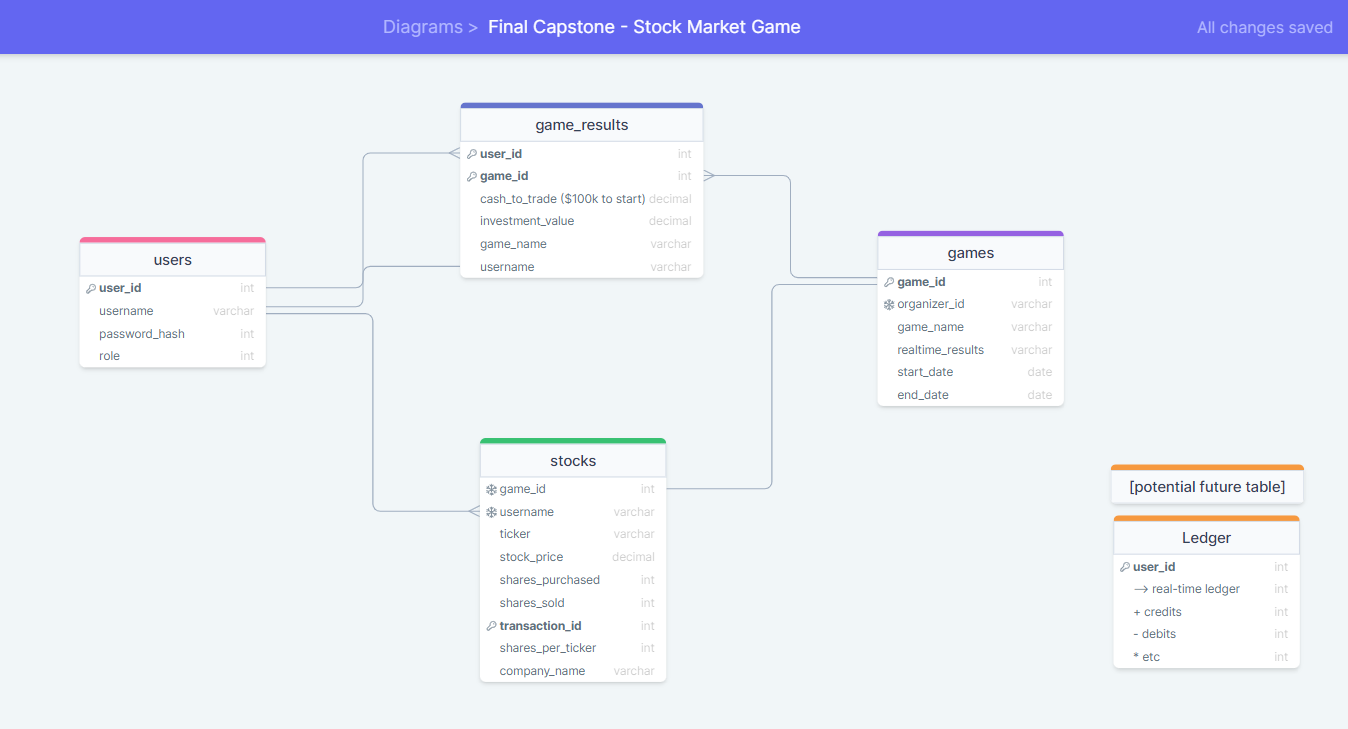 Diagrams > Final Capstone - Stock Market Game
All changes saved
game_results
user_id int
game_id int
cash_to_trade ($100k to start) decimal
investment_value decimal
game_name varchar
username varchar
users
user_id int
username varchar
password_hash int
role int
games
game_id int
organizer_id varchar
game_name varchar
realtime_results varchar
start_date date
end_date date
stocks
game_id int
username varchar
ticker varchar
stock_price decimal
shares_purchased int
shares_sold int
transaction_id int
shares_per_ticker int
company_name varchar
[potential future table]
Ledger
user_id int
--> real-time ledger int
+ credits int
- debits int
* etc int